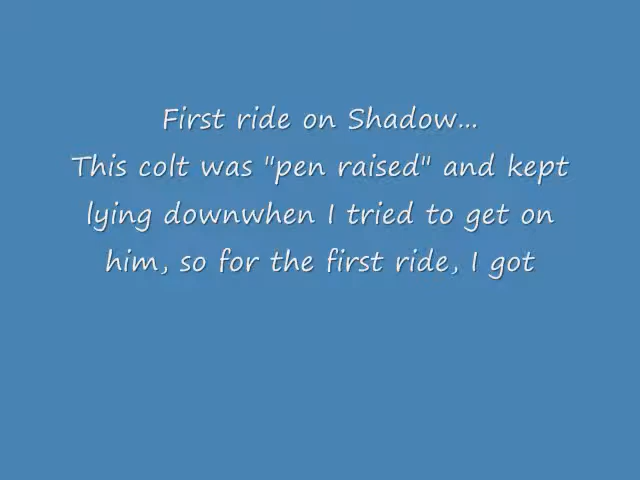 First ride on Shadow...
This colt was "pen raised" and kept
lying downwhen I tried to get on
him, so for the first ride, I got